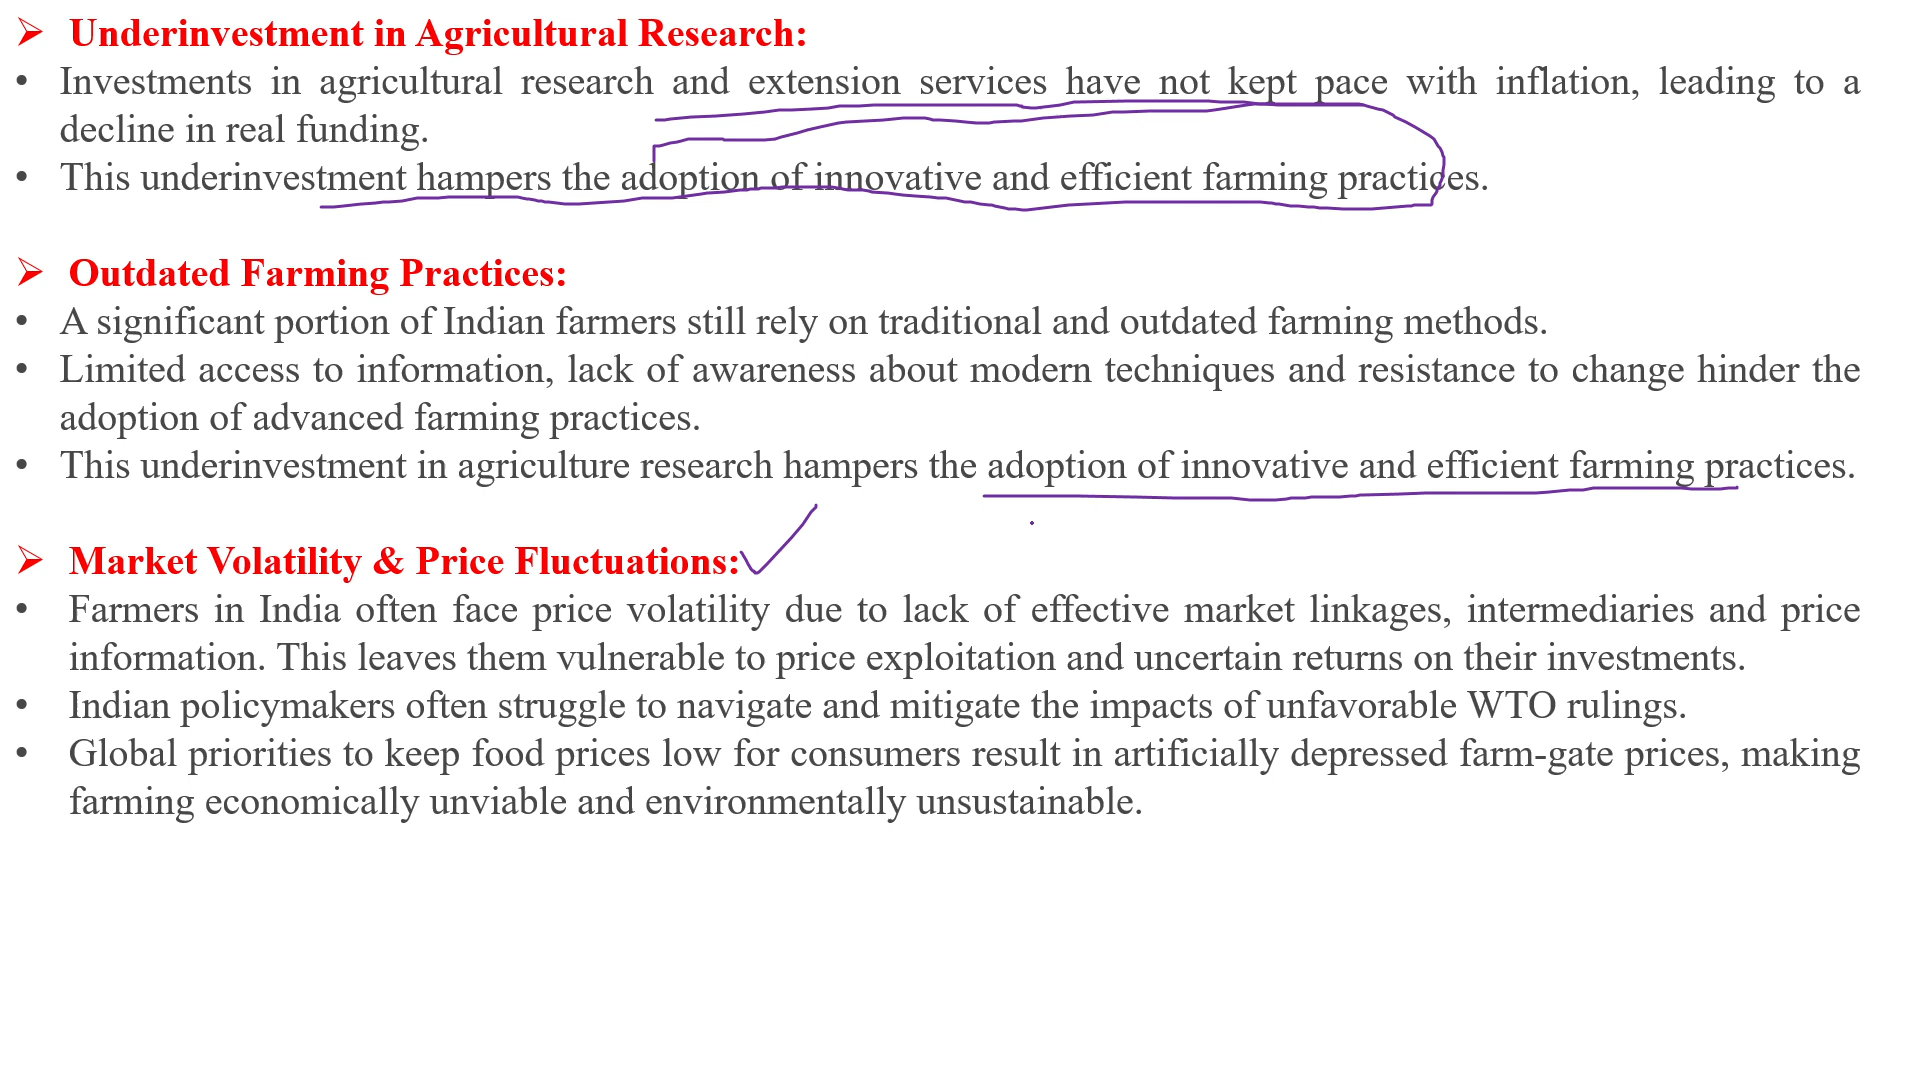 ➢ Underinvestment in Agricultural Research:
• Investments in agricultural research and extension services have not kept pace with inflation, leading to a
decline in real funding.
• This underinvestment hampers the adoption of innovative and efficient farming practices.
➢ Outdated Farming Practices:
• A significant portion of Indian farmers still rely on traditional and outdated farming methods.
• Limited access to information, lack of awareness about modern techniques and resistance to change hinder the
adoption of advanced farming practices.
• This underinvestment in agriculture research hampers the adoption of innovative and efficient farming practices.
➢ Market Volatility & Price Fluctuations:
• Farmers in India often face price volatility due to lack of effective market linkages, intermediaries and price
information. This leaves them vulnerable to price exploitation and uncertain returns on their investments.
• Indian policymakers often struggle to navigate and mitigate the impacts of unfavorable WTO rulings.
• Global priorities to keep food prices low for consumers result in artificially depressed farm-gate prices, making
farming economically unviable and environmentally unsustainable.